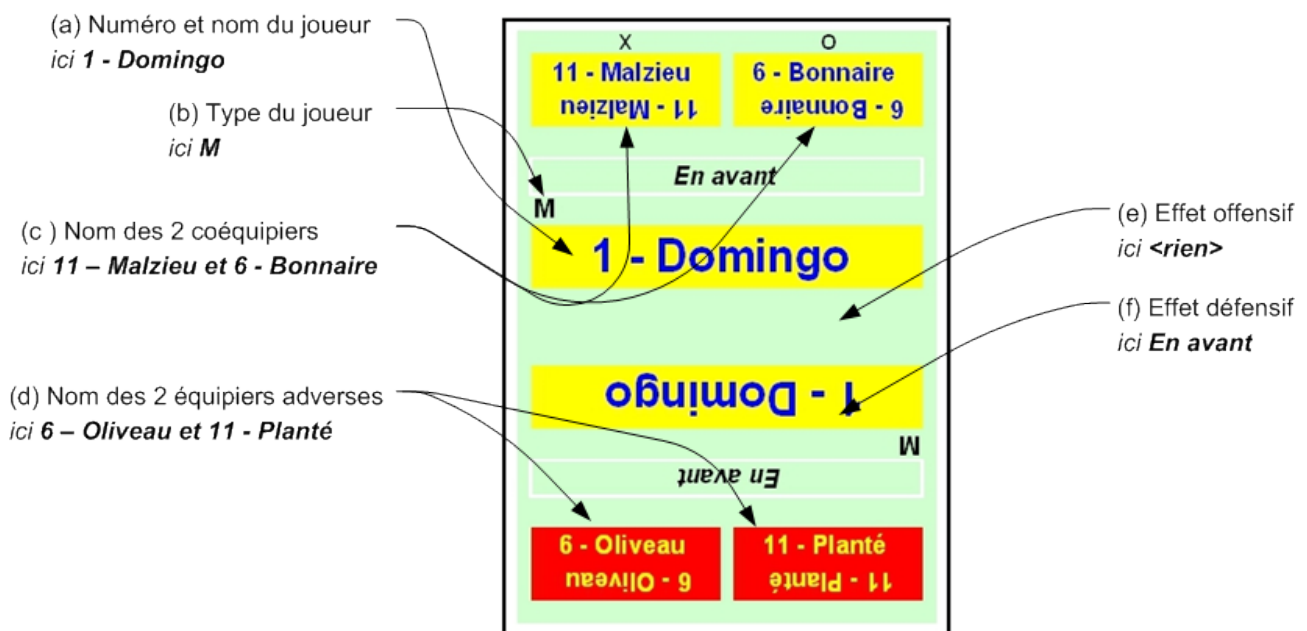 (a) Numéro et nom du joueur
ici 1 - Domingo
(b) Type du joueur
ici M
(c ) Nom des 2 coéquipiers
ici 11 – Malzieu et 6 - Bonnaire
(d) Nom des 2 équipiers adverses
ici 6 – Oliveau et 11 - Planté
X
O
11 - Malzieu
11 - Malzieu
6 - Bonnaire
6 - Bonnaire
En avant
M
1 - Domingo
1 - Domingo
M
En avant
6 - Oliveau
6 - Oliveau
11 - Planté
11 - Planté
(e) Effet offensif
ici <rien>
(f) Effet défensif
ici En avant